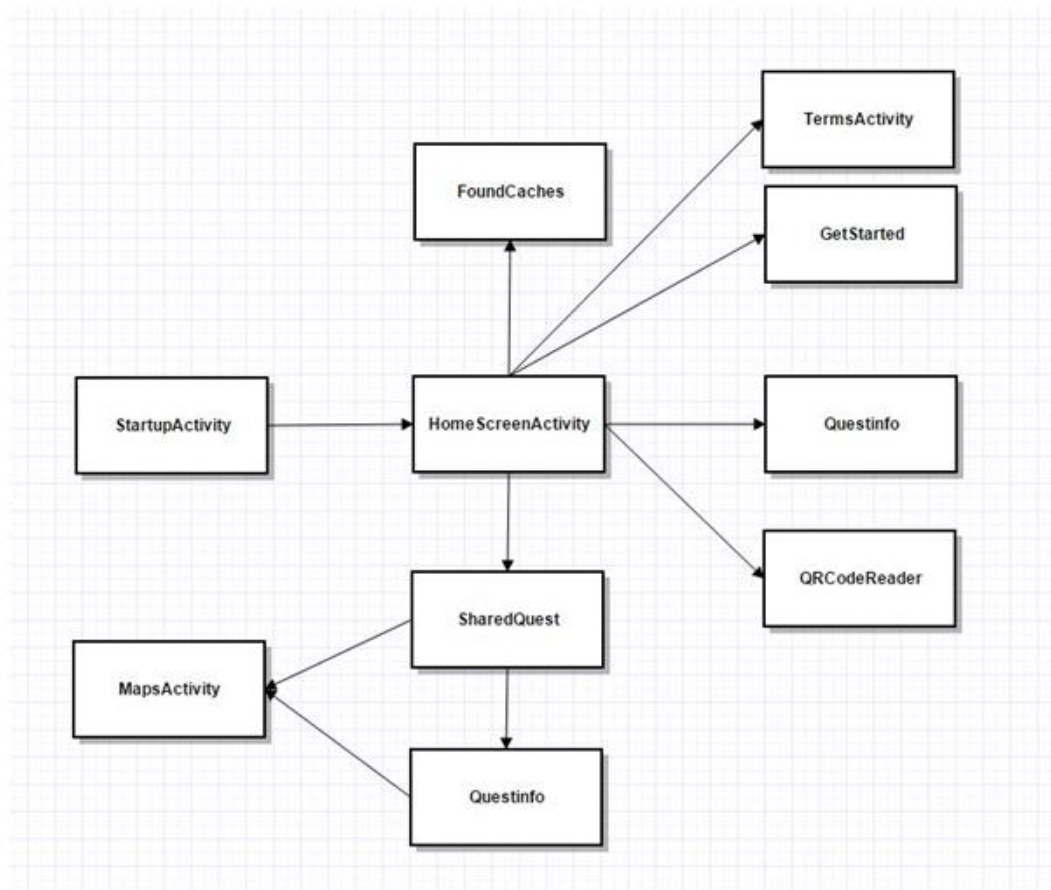 TermsActivity
FoundCaches
GetStarted
StartupActivity
HomeScreenActivity
Questinfo
QRCodeReader
SharedQuest
MapsActivity
Questinfo